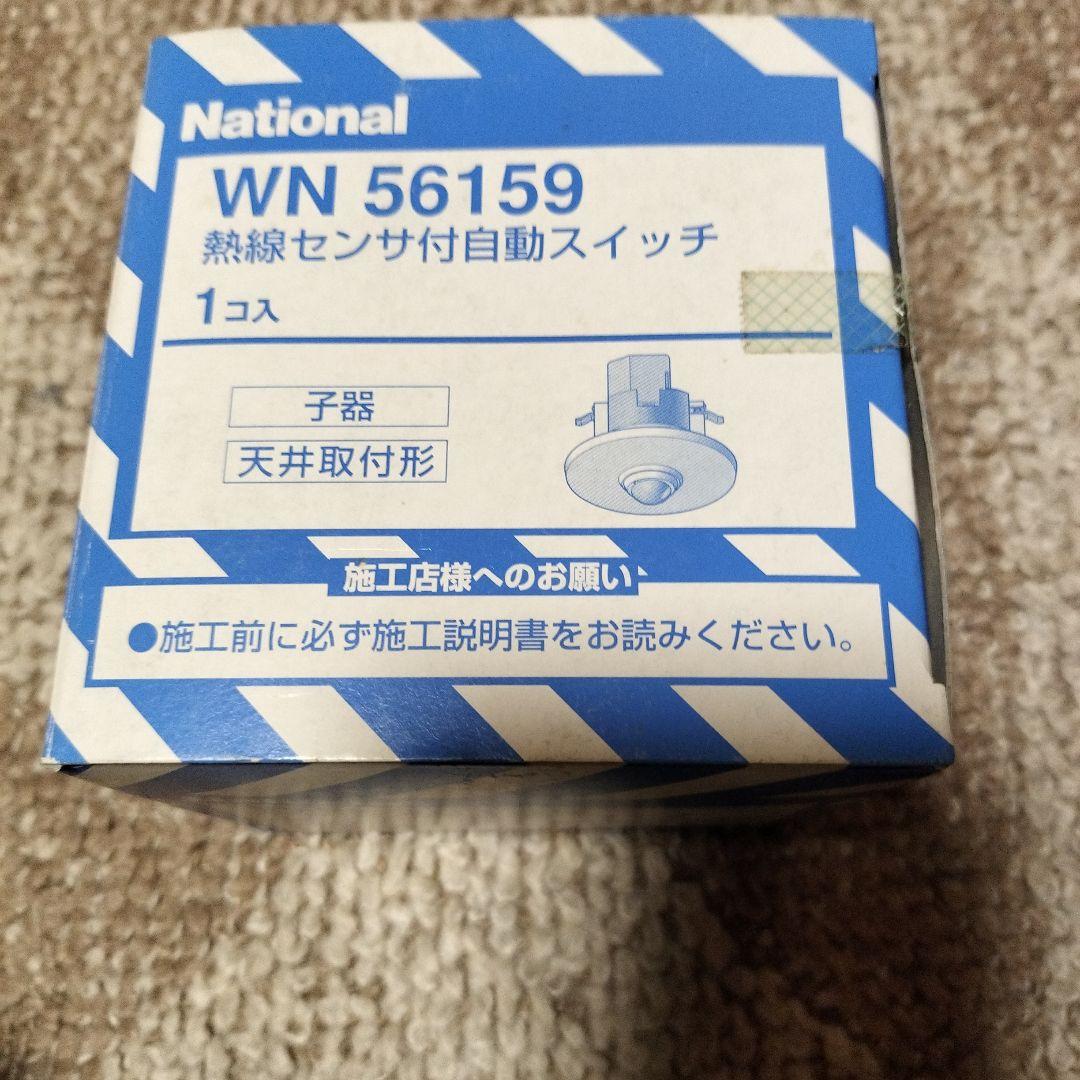 National
WN 56159
熱線センサ付自動スイッチ
1コ入
子器
天井取付形
施工店様へのお願い
●施工前に必ず施工説明書をお読みください。